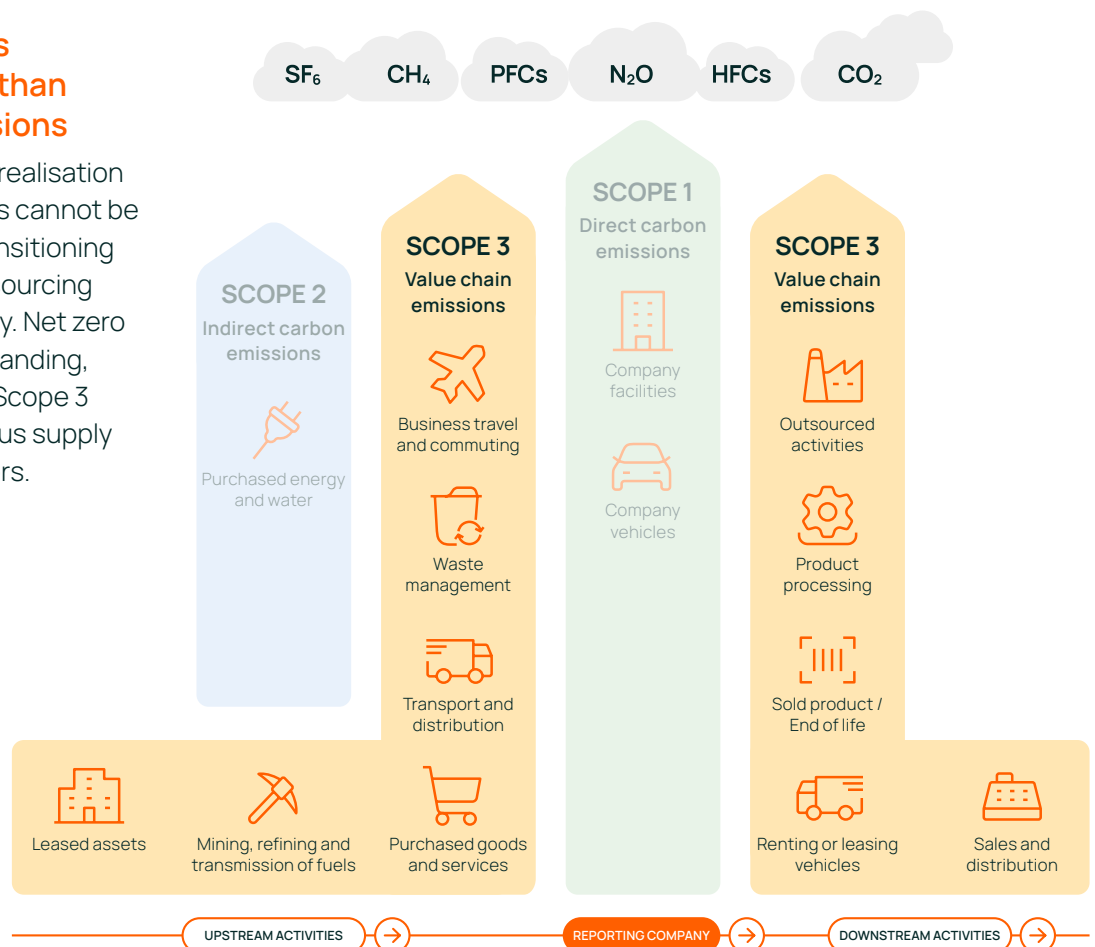 s
than
sions
realisation
s cannot be
nsitioning
ourcing
y. Net zero
anding,
Scope 3
us supply
rs.
SF₆
CH₄
PFCs
N₂O
HFCs
CO₂
SCOPE 2
Indirect carbon
emissions
Purchased energy
and water
SCOPE 3
Value chain
emissions
Business travel
and commuting
Waste
management
Transport and
distribution
SCOPE 1
Direct carbon
emissions
Company
facilities
Company
vehicles
SCOPE 3
Value chain
emissions
Outsourced
activities
Product
processing
Sold product /
End of life
Leased assets
Mining, refining and
transmission of fuels
Purchased goods
and services
Renting or leasing
vehicles
Sales and
distribution
UPSTREAM ACTIVITIES
REPORTING COMPANY
DOWNSTREAM ACTIVITIES